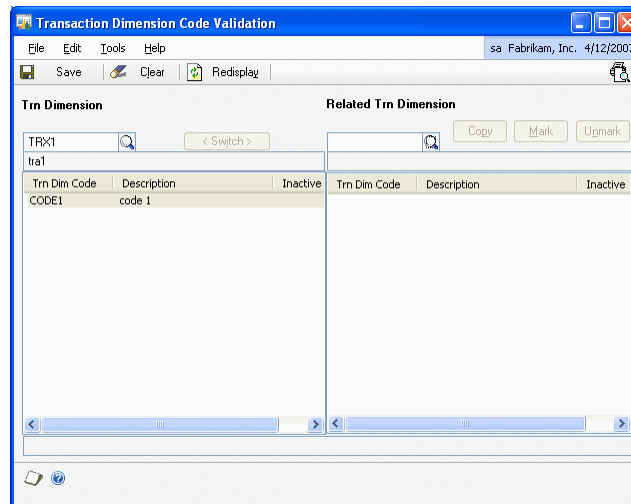 Transaction Dimension Code Validation
File Edit Tools Help
sa Fabrikam, Inc. 4/12/2007
Save Clear Redisplay
Trn Dimension
Related Trn Dimension
TRX1
< Switch >
Copy Mark Unmark
tra1
Trn Dim Code Description Inactive
Trn Dim Code Description Inactive
CODE1 code 1